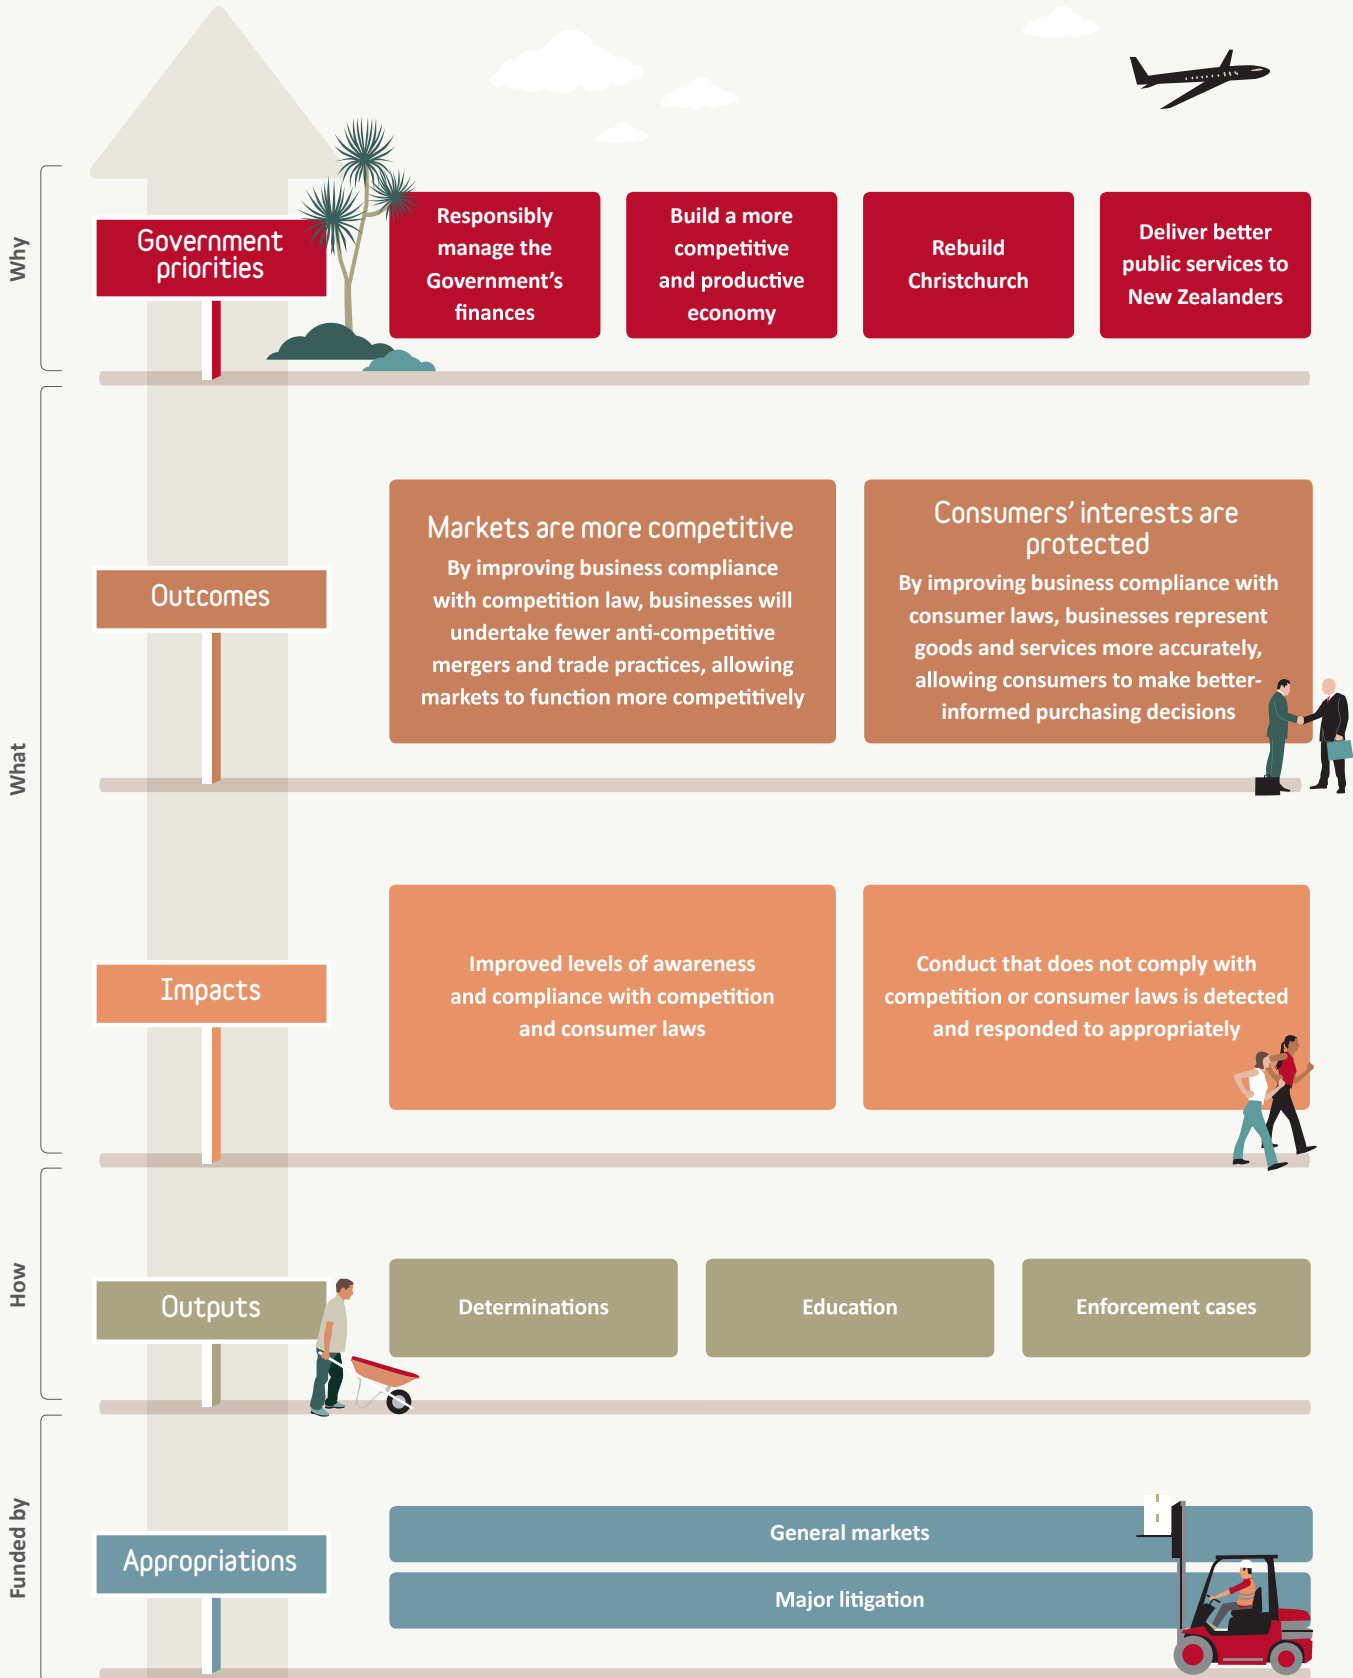 Why
Government
priorities
Responsibly
manage the
Government's
finances
Build a more
competitive
and productive
economy
Rebuild
Christchurch
Deliver better
public services to
New Zealanders
What
Outcomes
Markets are more competitive
By improving business compliance
with competition law, businesses will
undertake fewer anti-competitive
mergers and trade practices, allowing
markets to function more competitively
Consumers' interests are
protected
By improving business compliance with
consumer laws, businesses represent
goods and services more accurately,
allowing consumers to make better-
informed purchasing decisions
Impacts
Improved levels of awareness
and compliance with competition
and consumer laws
Conduct that does not comply with
competition or consumer laws is detected
and responded to appropriately
How
Outputs
Determinations
Education
Enforcement cases
Funded by
Appropriations
General markets
Major litigation